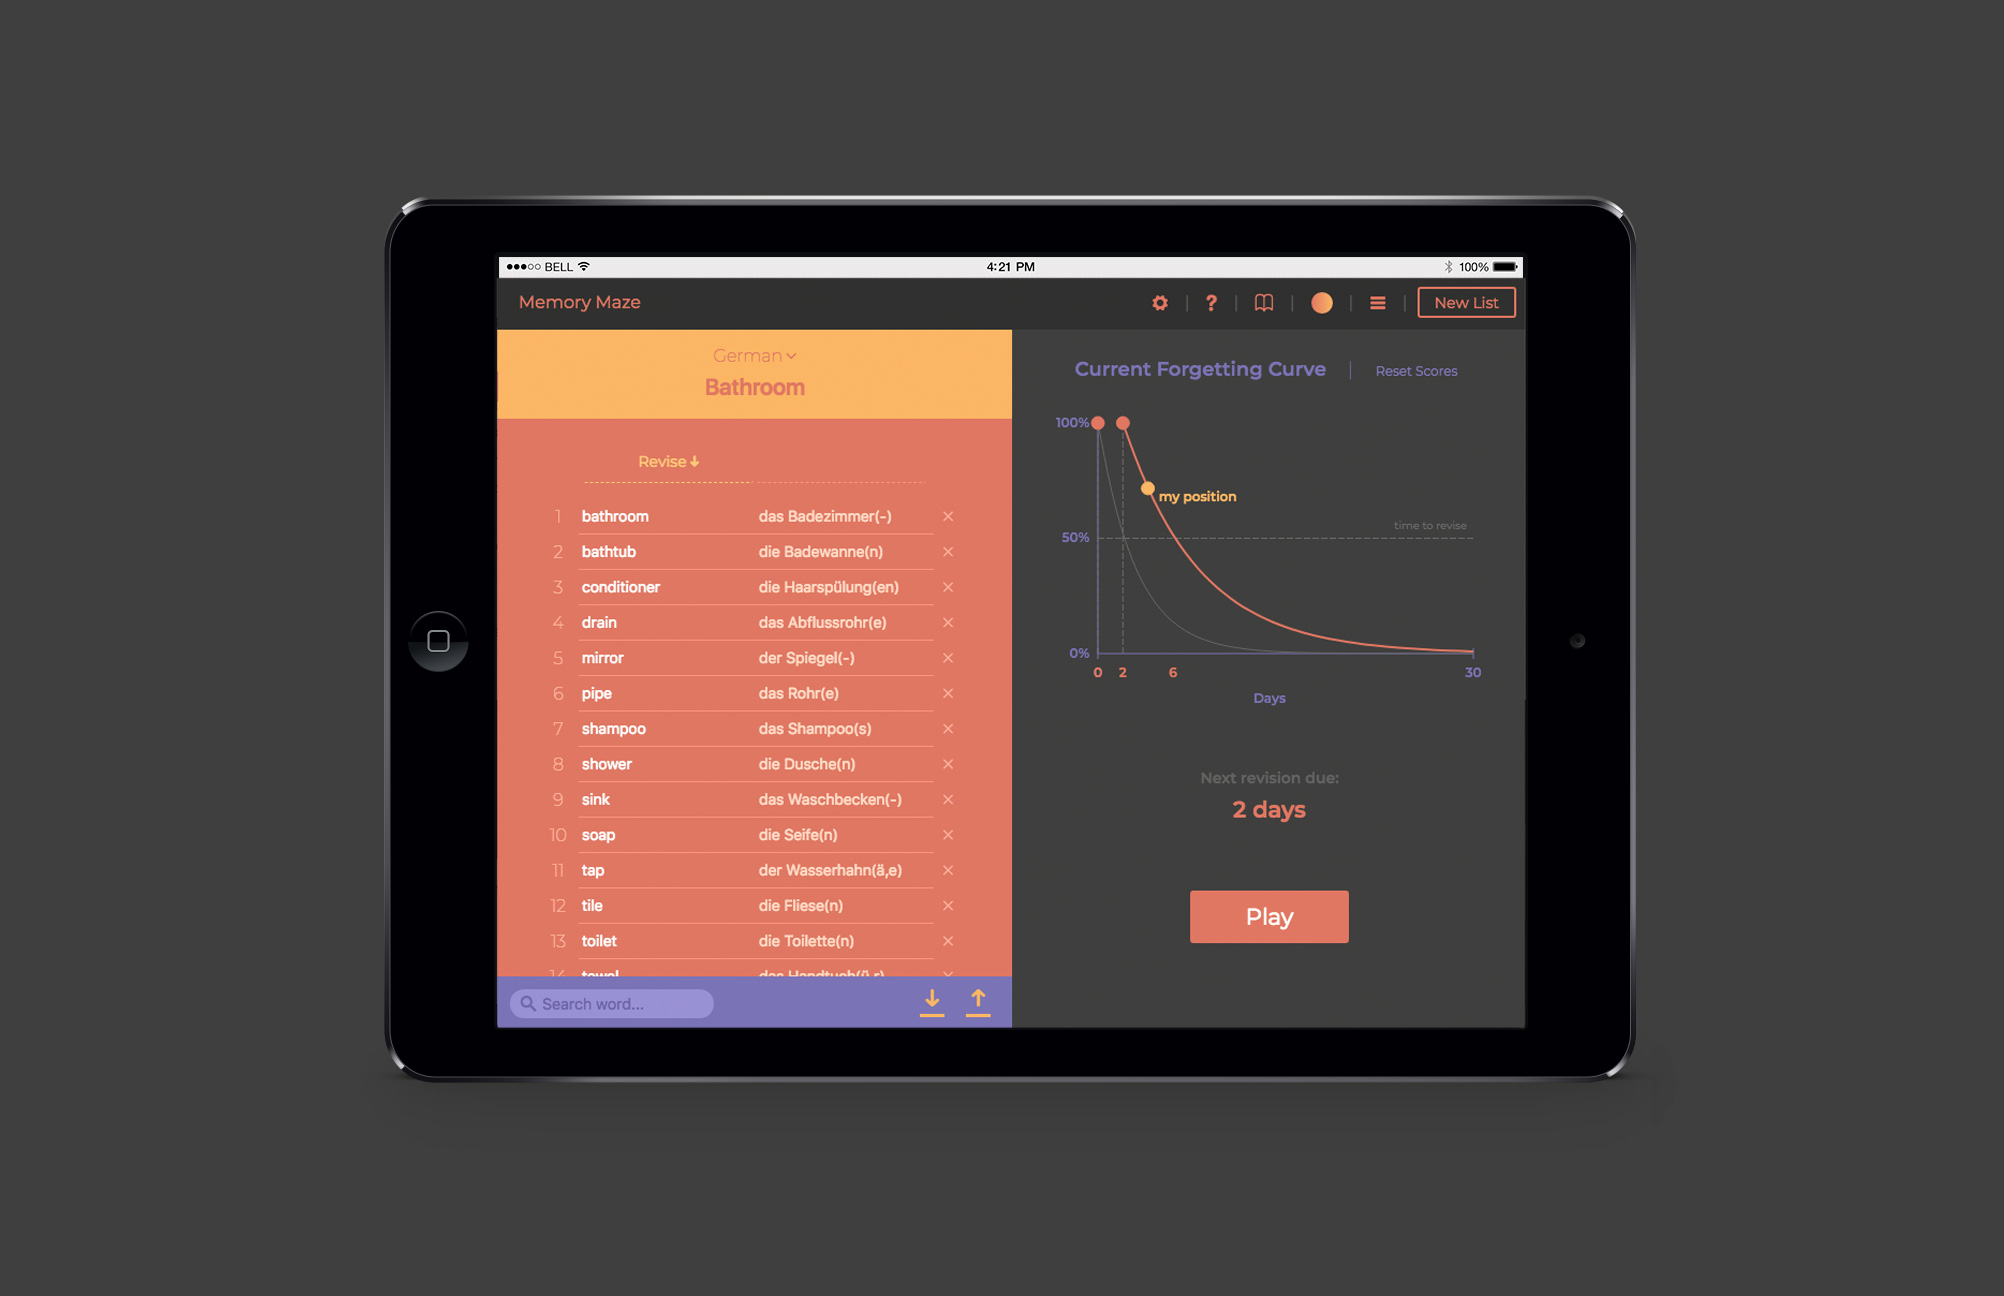 BELL
4:21 PM
100%
Memory Maze
?
New List
German
Bathroom
Revise
1 bathroom das Badezimmer(-)
2 bathtub die Badewanne(n)
3 conditioner die Haarspülung(en)
4 drain das Abflussrohr(e)
5 mirror der Spiegel(-)
6 pipe das Rohr(e)
7 shampoo das Shampoo(s)
8 shower die Dusche(n)
9 sink das Waschbecken(-)
10 soap die Seife(n)
11 tap der Wasserhahn(ä,e)
12 tile die Fliese(n)
13 toilet die Toilette(n)
14 towel das Handtuch(ü,r)
Search word...
Current Forgetting Curve
Reset Scores
100%
my position
time to revise
50%
0%
0 2 6 30
Days
Next revision due:
2 days
Play